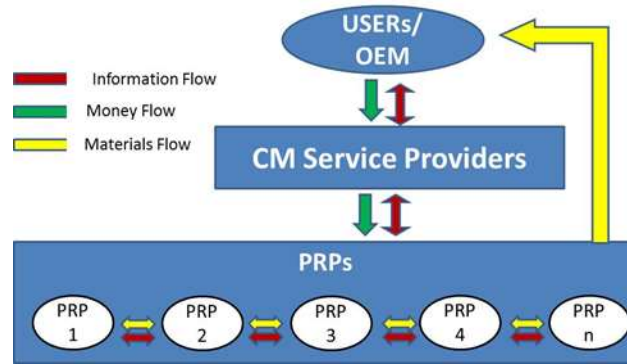 USERs/
OEM
Information Flow
Money Flow
Materials Flow
CM Service Providers
PRPs
PRP
1
PRP
2
PRP
3
PRP
4
PRP
n